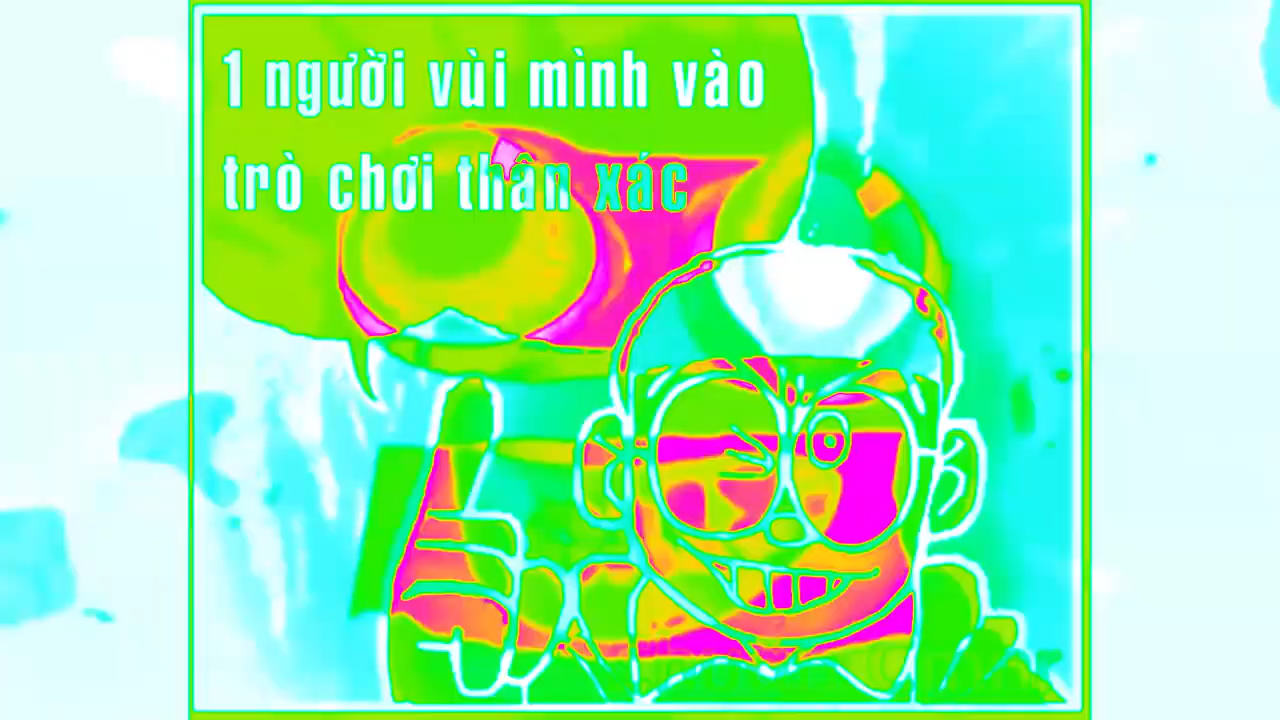 1 người vùi mình vào
trò chơi thân xác